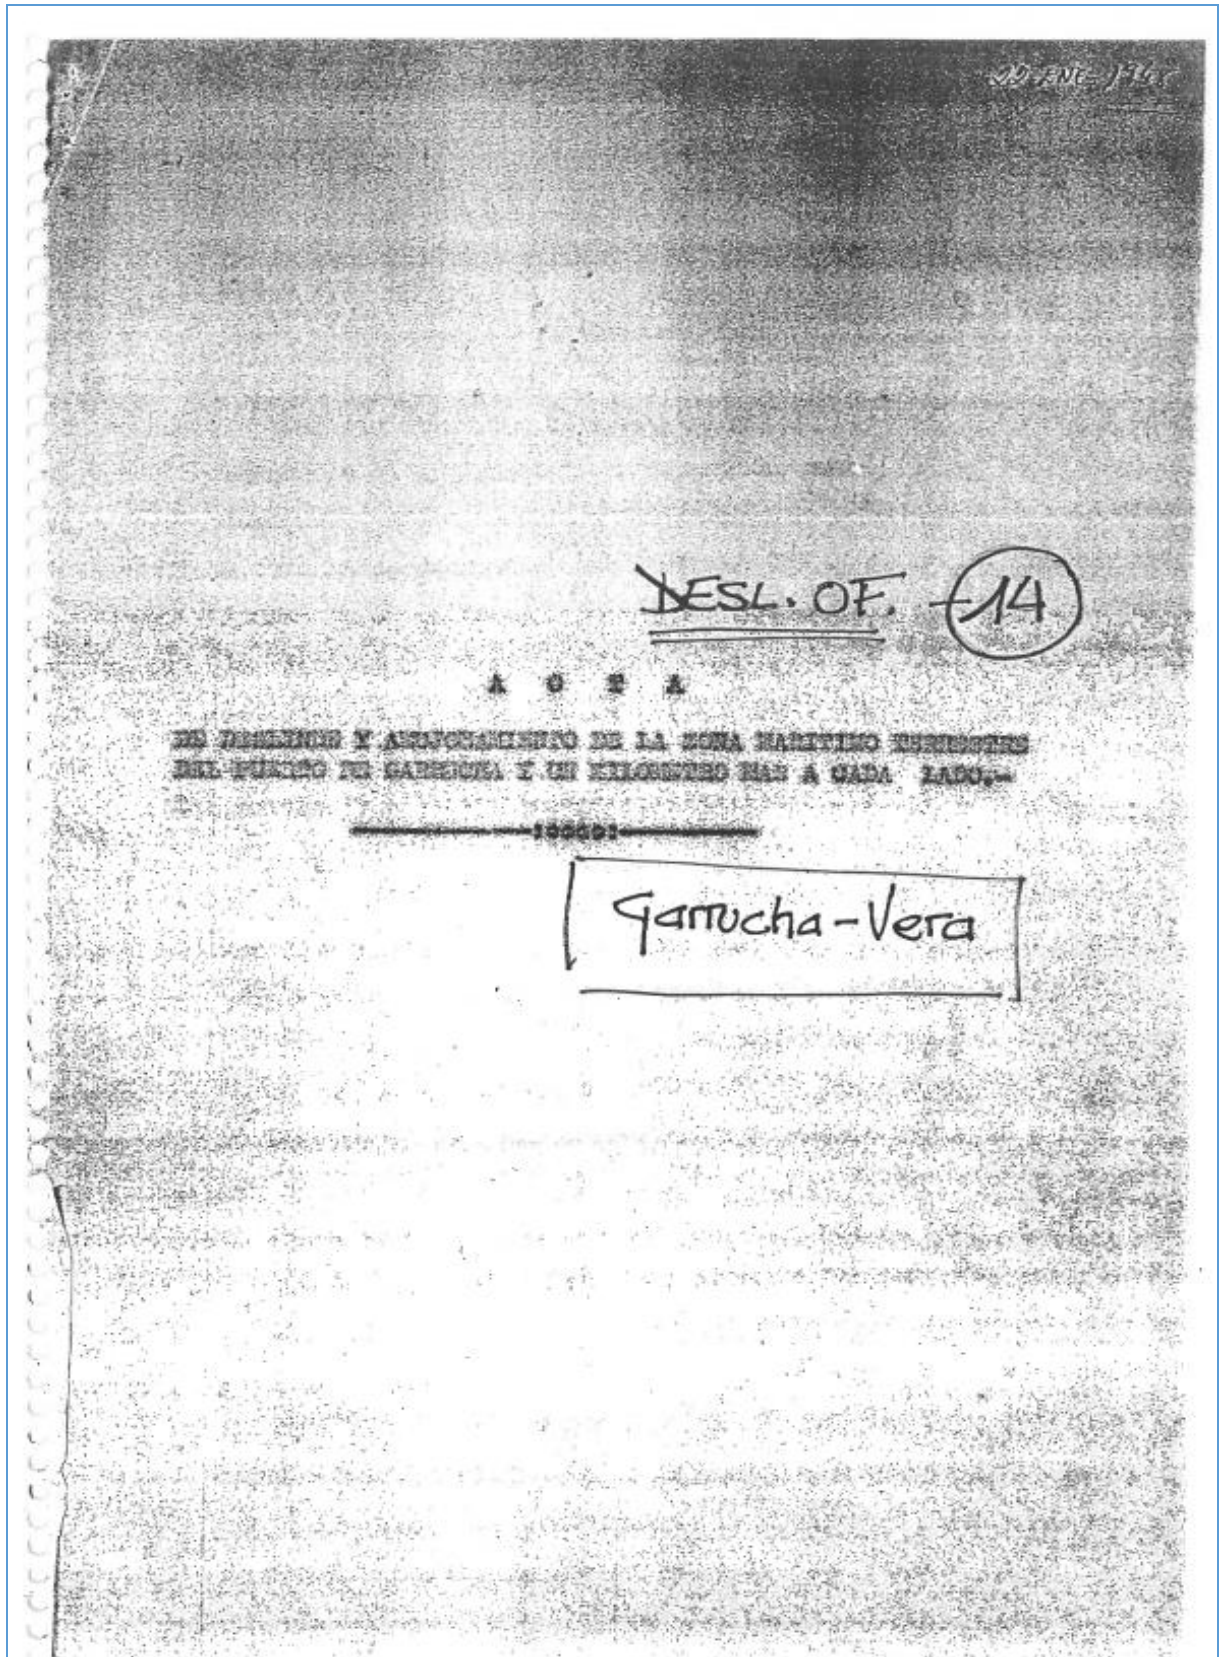 DESL. OF. -14
A C T A
DE DESLINDE Y AMOJONAMIENTO DE LA ZONA MARITIMO TERRESTRE
DEL PUERTO DE GARRUCHA Y UN KILOMETRO MAS A CADA LADO.-
Garrucha-Vera